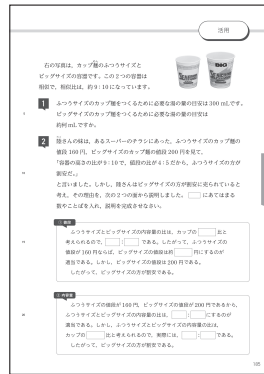 活用
右の写真は，カップ麺のふつうサイズと
ビッグサイズの容器です。この2つの容器は
相似で，相似比は，約9：10になっています。
BIG
1 ふつうサイズのカップ麺をつくるために必要な湯の量の目安は300 mLです。
ビッグサイズのカップ麺をつくるために必要な湯の量の目安は
約何mLですか。
2 陸さんの妹は，あるスーパーのチラシにあった，ふつうサイズのカップ麺の
値段160円，ビッグサイズのカップ麺の値段200円を見て，
「容器の高さの比が9：10で，値段の比が4：5だから，ふつうサイズの方が
割安だ。」
と言いました。しかし，陸さんはビッグサイズの方が割安に売られていると
考え，その理由を，次の2つの面から説明しました。□にあてはまる
数やことばを入れ，説明を完成させなさい。
① 値段
ふつうサイズとビッグサイズの内容量の比は，カップの□比と
考えられるので，□：□である。したがって，ふつうサイズの
値段が160円ならば，ビッグサイズの値段は約□円にするのが
適当である。しかし，ビッグサイズの値段は200円である。
したがって，ビッグサイズの方が割安である。
② 内容量
ふつうサイズの値段が160円，ビッグサイズの値段が200円であるから，
ふつうサイズとビッグサイズの内容量の比は，□：□にするのが
適当である。しかし，ふつうサイズとビッグサイズの内容量の比は，
カップの□比と考えられるので，実際には，□：□である。
したがって，ビッグサイズの方が割安である。